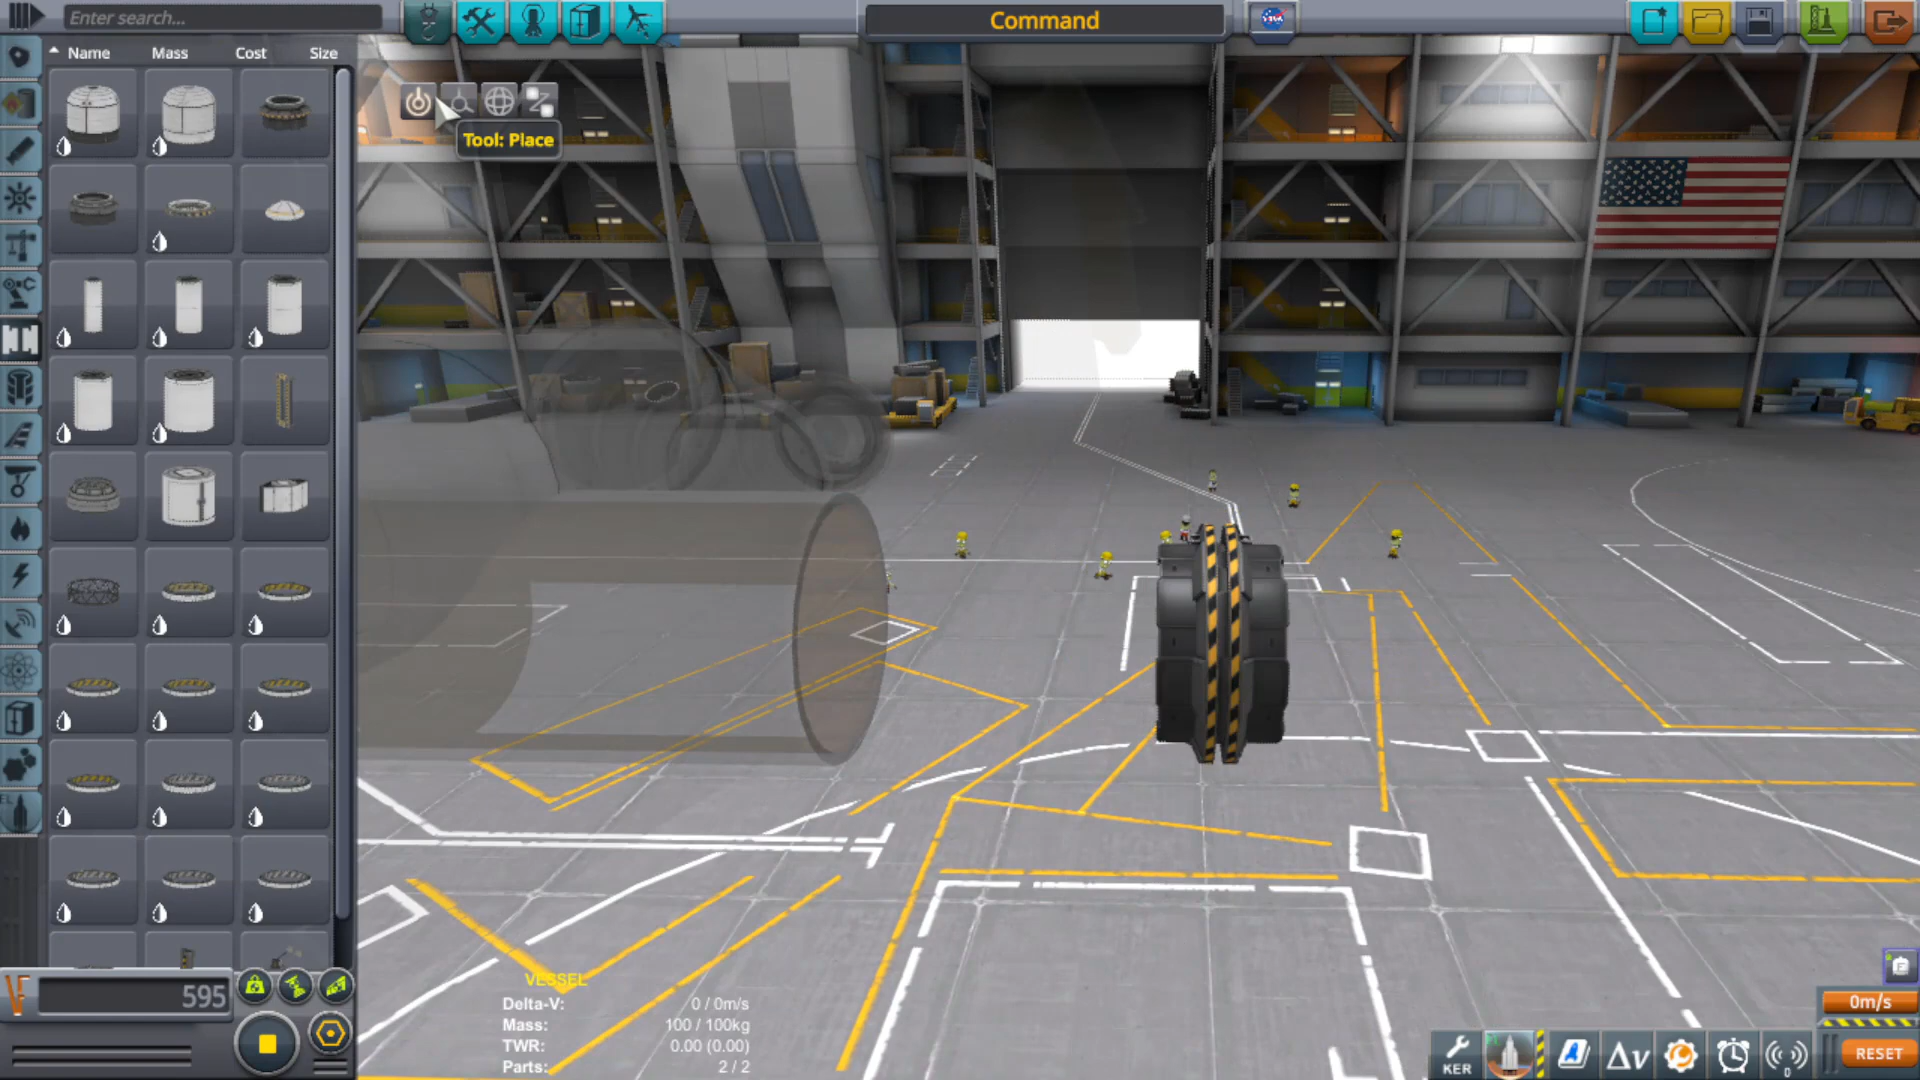 Enter search...
Command
Name Mass Cost Size
Tool: Place
595
VESSEL
Delta-V: 0 / 0m/s
Mass: 100 / 100kg
TWR: 0.00 (0.00)
Parts: 2 / 2
0m/s
KER
Δv
0
RESET